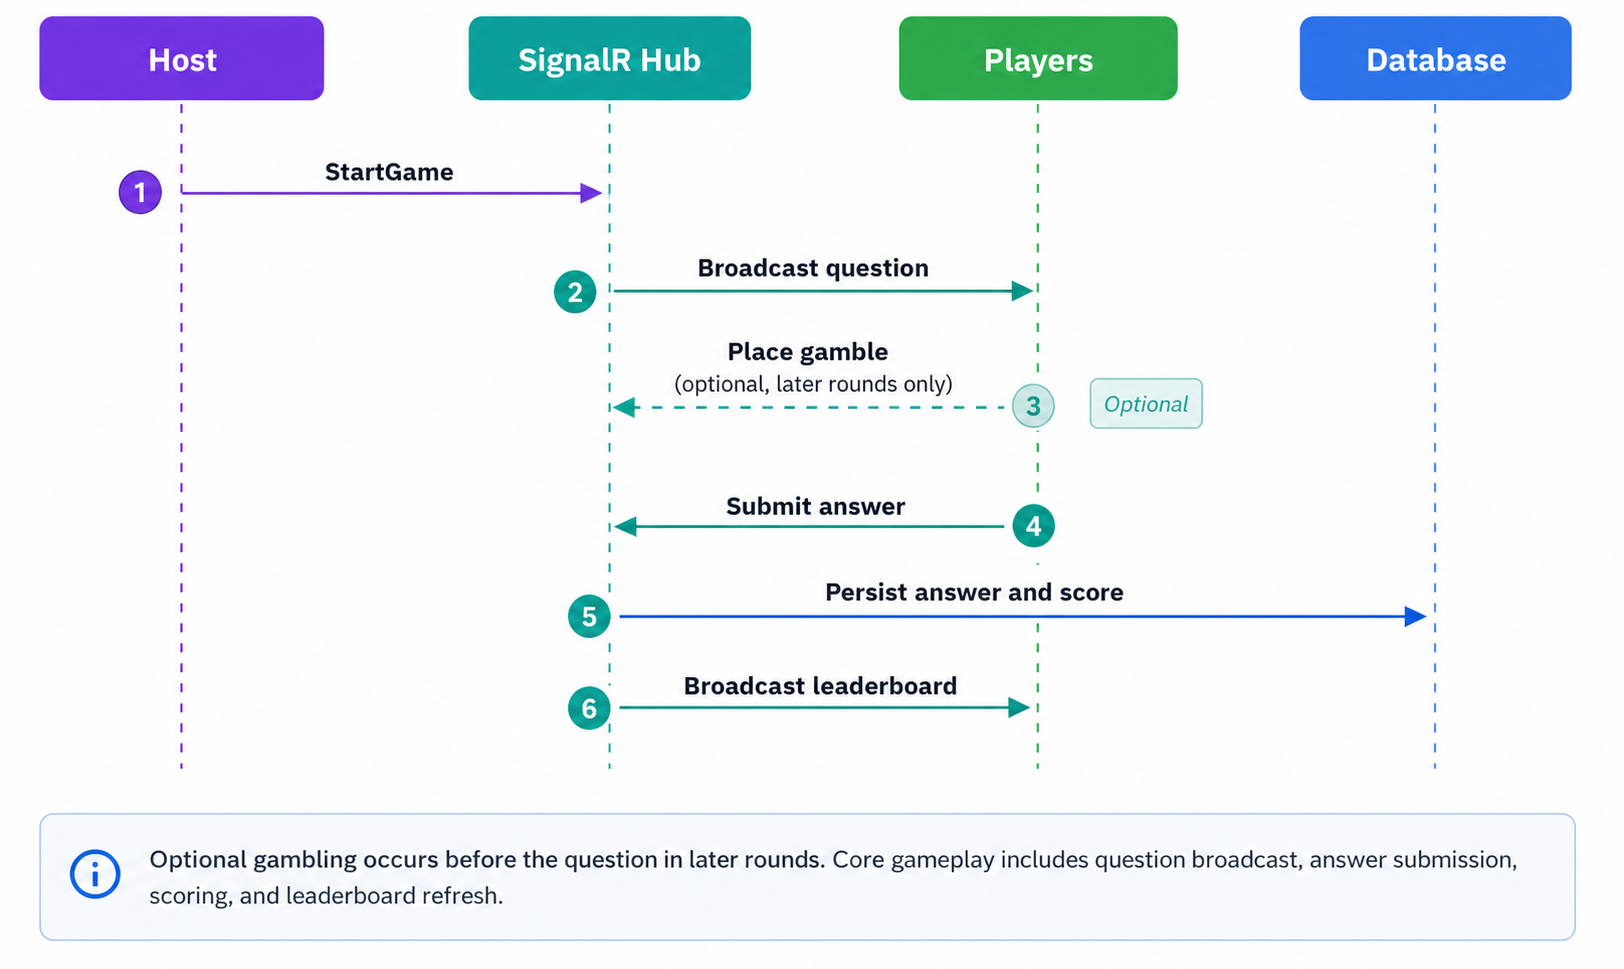 Host
SignalR Hub
Players
Database
1
StartGame
2
Broadcast question
Place gamble
(optional, later rounds only)
3
Optional
Submit answer
4
Persist answer and score
5
Broadcast leaderboard
6
Optional gambling occurs before the question in later rounds. Core gameplay includes question broadcast, answer submission,
scoring, and leaderboard refresh.